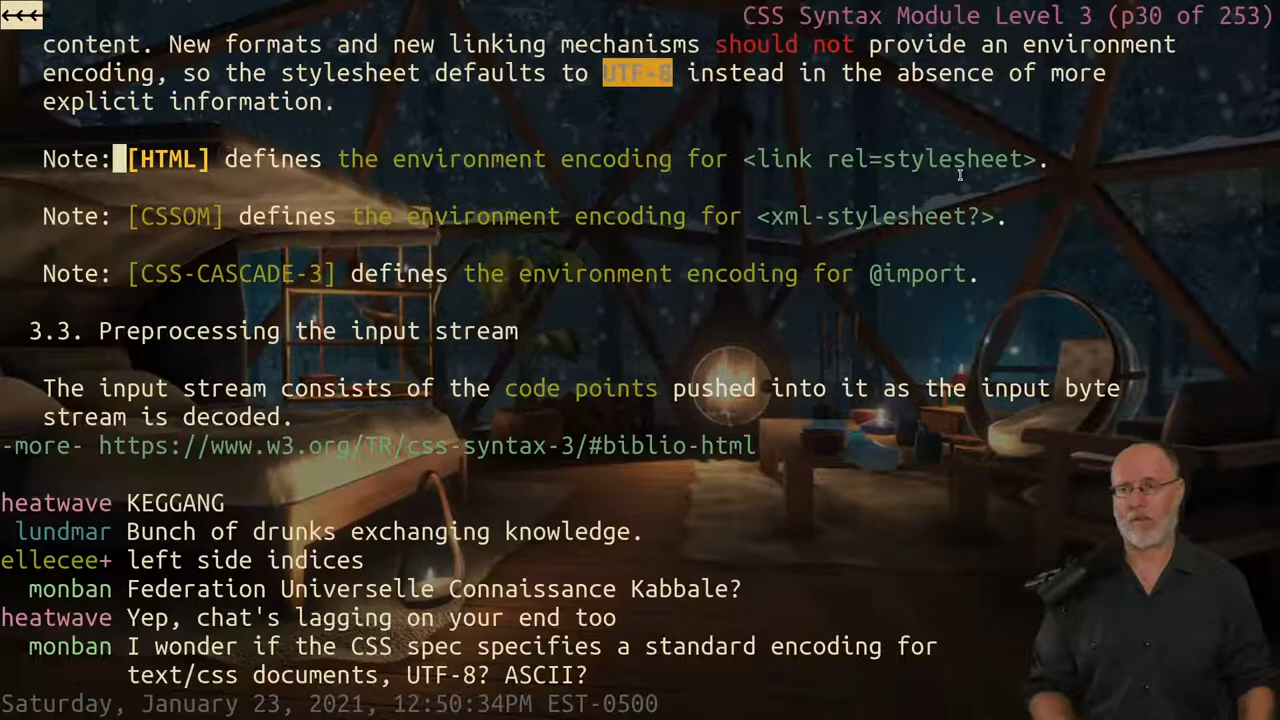 ←←←
CSS Syntax Module Level 3 (p30 of 253)
content. New formats and new linking mechanisms should not provide an environment
encoding, so the stylesheet defaults to UTF-8 instead in the absence of more
explicit information.
Note: [HTML] defines the environment encoding for <link rel=stylesheet>.
Note: [CSSOM] defines the environment encoding for <xml-stylesheet?>.
Note: [CSS-CASCADE-3] defines the environment encoding for @import.
3.3. Preprocessing the input stream
The input stream consists of the code points pushed into it as the input byte
stream is decoded.
-more- https://www.w3.org/TR/css-syntax-3/#biblio-html
heatwave KEGGANG
lundmar Bunch of drunks exchanging knowledge.
ellecee+ left side indices
monban Federation Universelle Connaissance Kabbale?
heatwave Yep, chat's lagging on your end too
monban I wonder if the CSS spec specifies a standard encoding for
text/css documents, UTF-8? ASCII?
Saturday, January 23, 2021, 12:50:34PM EST-0500